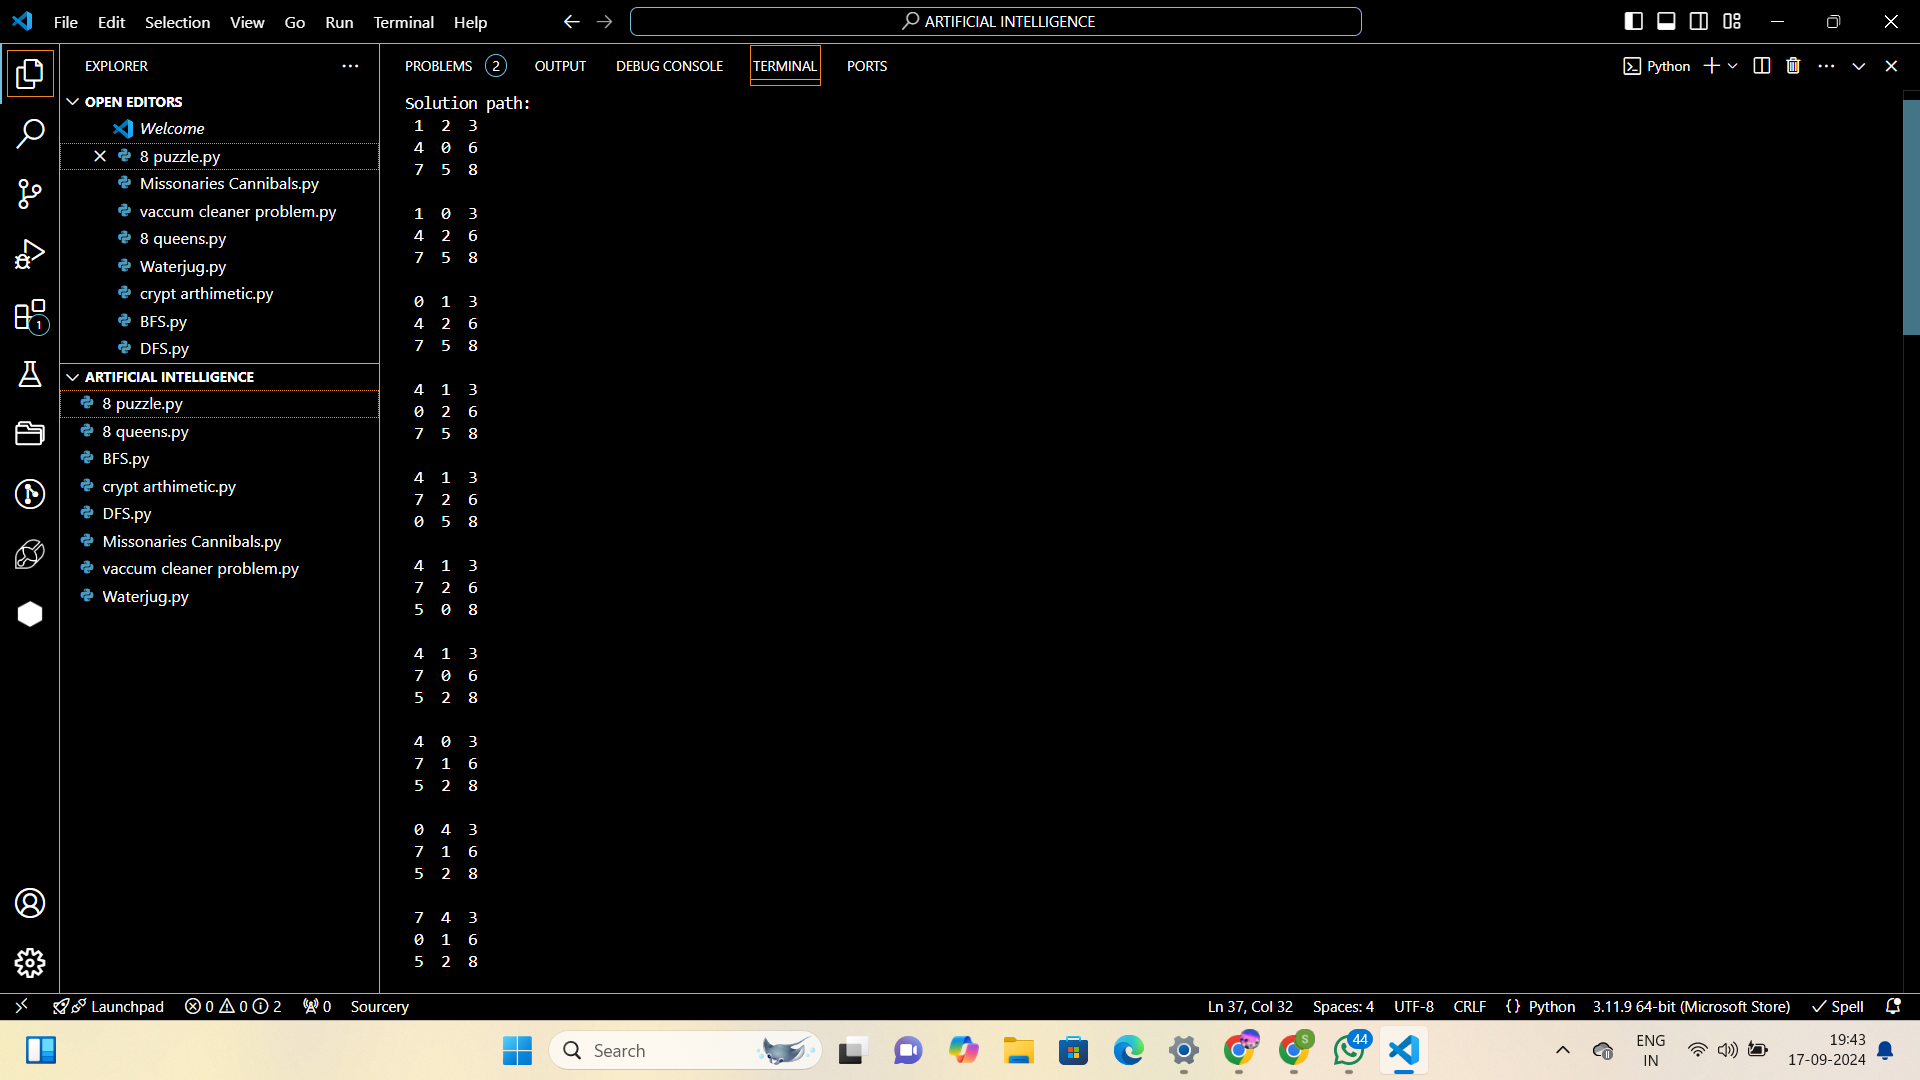 File Edit Selection View Go Run Terminal Help
ARTIFICIAL INTELLIGENCE
EXPLORER
OPEN EDITORS
Welcome
8 puzzle.py
Missonaries Cannibals.py
vaccum cleaner problem.py
8 queens.py
Waterjug.py
crypt arthimetic.py
BFS.py
DFS.py
ARTIFICIAL INTELLIGENCE
8 puzzle.py
8 queens.py
BFS.py
crypt arthimetic.py
DFS.py
Missonaries Cannibals.py
vaccum cleaner problem.py
Waterjug.py
1
PROBLEMS 2 OUTPUT DEBUG CONSOLE TERMINAL PORTS
Python
Solution path:
1 2 3
4 0 6
7 5 8
1 0 3
4 2 6
7 5 8
0 1 3
4 2 6
7 5 8
4 1 3
0 2 6
7 5 8
4 1 3
7 2 6
0 5 8
4 1 3
7 2 6
5 0 8
4 1 3
7 0 6
5 2 8
4 0 3
7 1 6
5 2 8
0 4 3
7 1 6
5 2 8
7 4 3
0 1 6
5 2 8
Launchpad 0 0 2 0 Sourcery
Ln 37, Col 32 Spaces: 4 UTF-8 CRLF {} Python 3.11.9 64-bit (Microsoft Store) Spell
Search
S
44
ENG
IN
19:43
17-09-2024